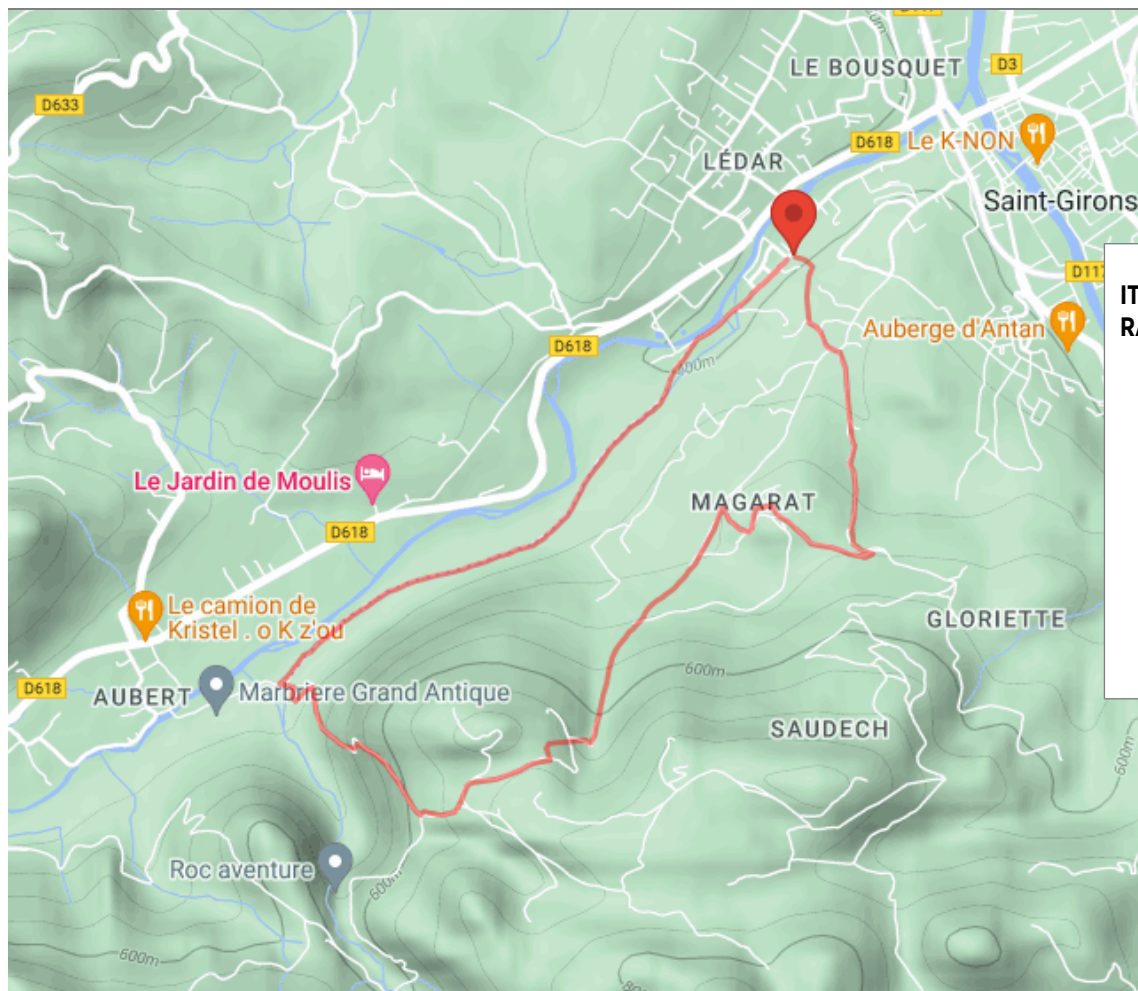 LE BOUSQUET
D3
D633
D618
Le K-NON
LÉDAR
Saint-Girons
D117
IT
RA
Auberge d'Antan
D618
400m
Le Jardin de Moulis
MAGARAT
D618
Le camion de
Kristel . o K z'ou
GLORIETTE
600m
D618
AUBERT
Marbriere Grand Antique
SAUDECH
600m
Roc aventure
600m
600m